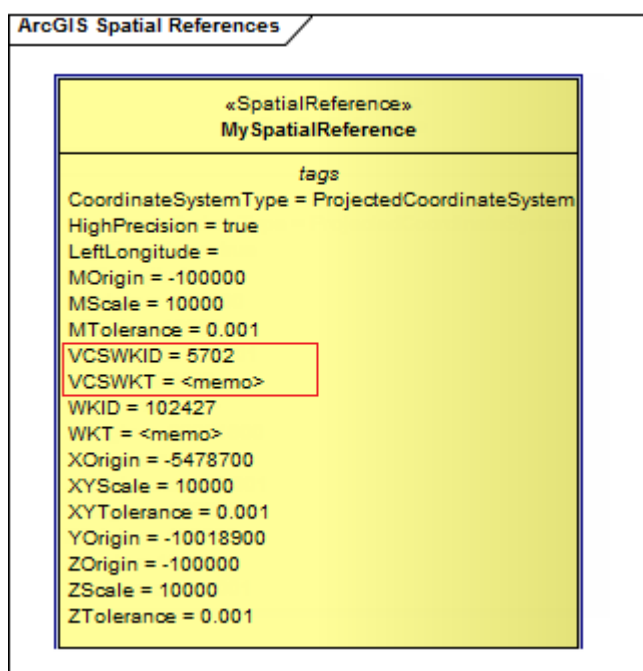 ArcGIS Spatial References
«SpatialReference»
MySpatialReference
tags
CoordinateSystemType = ProjectedCoordinateSystem
HighPrecision = true
LeftLongitude =
MOrigin = -100000
MScale = 10000
MTolerance = 0.001
VCSWKID = 5702
VCSWKT = <memo>
WKID = 102427
WKT = <memo>
XOrigin = -5478700
XYScale = 10000
XYTolerance = 0.001
YOrigin = -10018900
ZOrigin = -100000
ZScale = 10000
ZTolerance = 0.001